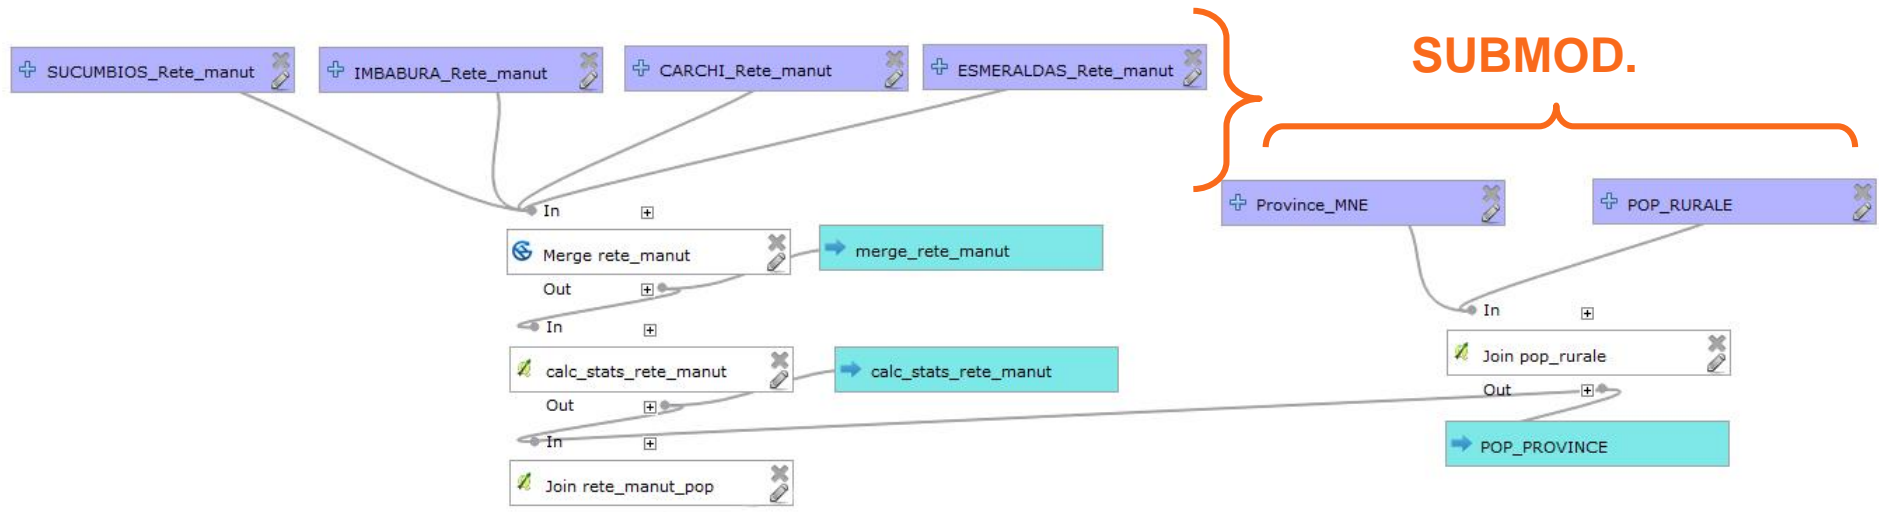 SUBMOD.
SUCUMBIOS_Rete_manut
IMBABURA_Rete_manut
CARCHI_Rete_manut
ESMERALDAS_Rete_manut
Province_MNE
POP_RURALE
In
Merge rete_manut
merge_rete_manut
Out
In
Join pop_rurale
Out
In
calc_stats_rete_manut
calc_stats_rete_manut
Out
POP_PROVINCE
In
Join rete_manut_pop